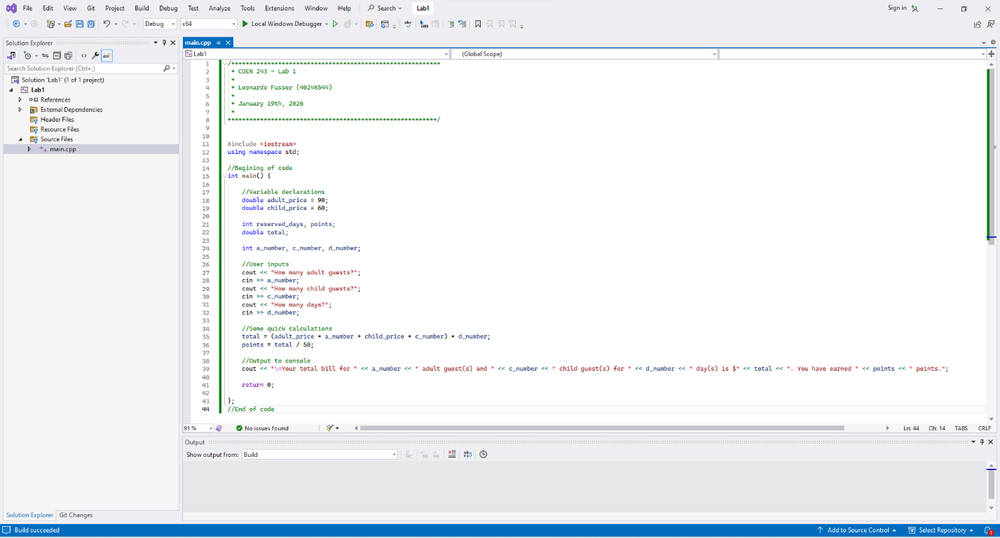 File Edit View Git Project Build Debug Test Analyze Tools Extensions Window Help Search Lab1 Sign in
Debug x64 Local Windows Debugger
Solution Explorer
Search Solution Explorer (Ctrl+;)
Solution 'Lab1' (1 of 1 project)
Lab1
References
External Dependencies
Header Files
Resource Files
Source Files
main.cpp
Solution Explorer Git Changes
main.cpp
Lab1 (Global Scope)
1 /**********************************************************
2 * COEN 243 - Lab 1
3 *
4 * Leonardo Fusser (40246544)
5 *
6 * January 19th, 2026
7 *
8 **********************************************************/
9
10
11 #include <iostream>
12 using namespace std;
13
14 //Begining of code
15 int main() {
16
17 //Variable declarations
18 double adult_price = 90;
19 double child_price = 60;
20
21 int reserved_days, points;
22 double total;
23
24 int a_number, c_number, d_number;
25
26 //User inputs
27 cout << "How many adult guests?";
28 cin >> a_number;
29 cout << "How many child guests?";
30 cin >> c_number;
31 cout << "How many days?";
32 cin >> d_number;
33
34 //Some quick calculations
35 total = (adult_price * a_number + child_price * c_number) * d_number;
36 points = total / 50;
37
38 //Output to console
39 cout << "\nYour total bill for " << a_number << " adult guest(s) and " << c_number << " child guest(s) for " << d_number << " day(s) is $" << total << ". You have earned " << points << " points.";
40
41 return 0;
42
43 };
44 //End of code
91 % No issues found Ln: 44 Ch: 14 TABS CRLF
Output
Show output from: Build
Build succeeded Add to Source Control Select Repository 1